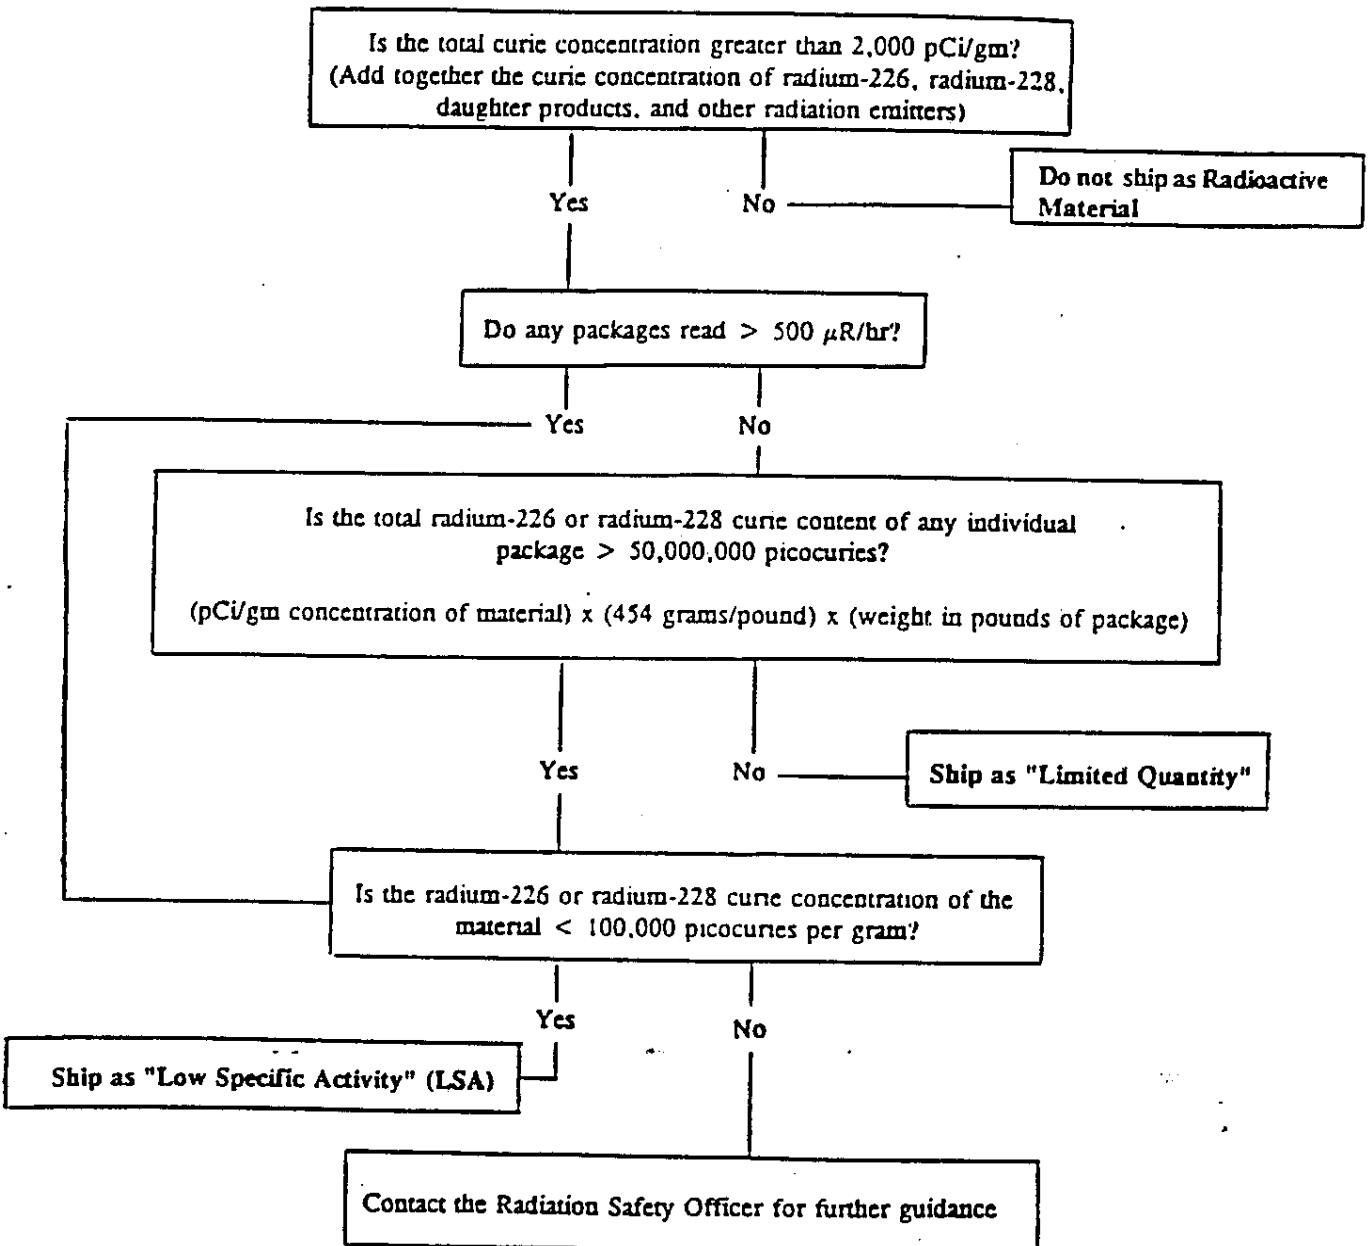 Is the total curie concentration greater than 2,000 pCi/gm?
(Add together the curie concentration of radium-226, radium-228,
daughter products, and other radiation emitters)
Yes
No
Do not ship as Radioactive
Material
Do any packages read > 500 μR/hr?
Yes
No
Is the total radium-226 or radium-228 curie content of any individual
package > 50,000,000 picocuries?
(pCi/gm concentration of material) x (454 grams/pound) x (weight in pounds of package)
Yes
No
Ship as "Limited Quantity"
Is the radium-226 or radium-228 curie concentration of the
material < 100,000 picocuries per gram?
Yes
No
Ship as "Low Specific Activity" (LSA)
Contact the Radiation Safety Officer for further guidance